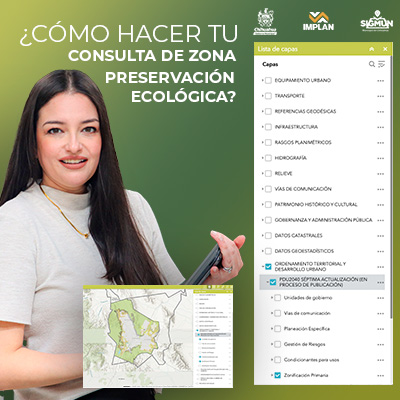 ¿CÓMO HACER TU
CONSULTA DE ZONA
PRESERVACIÓN
ECOLÓGICA?
Chihuahua
IMPLAN
SIGMUN
Lista de capas
Capas
EQUIPAMIENTO URBANO
TRANSPORTE
REFERENCIAS GEODÉSICAS
INFRAESTRUCTURA
RASGOS PLANIMÉTRICOS
HIDROGRAFÍA
RELIEVE
VÍAS DE COMUNICACIÓN
PATRIMONIO HISTÓRICO Y CULTURAL
GOBERNANZA Y ADMINISTRACIÓN PÚBLICA
DATOS CATASTRALES
DATOS GEOESTADÍSTICOS
ORDENAMIENTO TERRITORIAL Y
DESARROLLO URBANO
PDU2040 SÉPTIMA ACTUALIZACIÓN (EN
PROCESO DE PUBLICACIÓN)
Unidades de gobierno
Vias de comunicación
Planeación Específica
Gestión de Riesgos
Condicionantes para usos
Zonificación Primaria